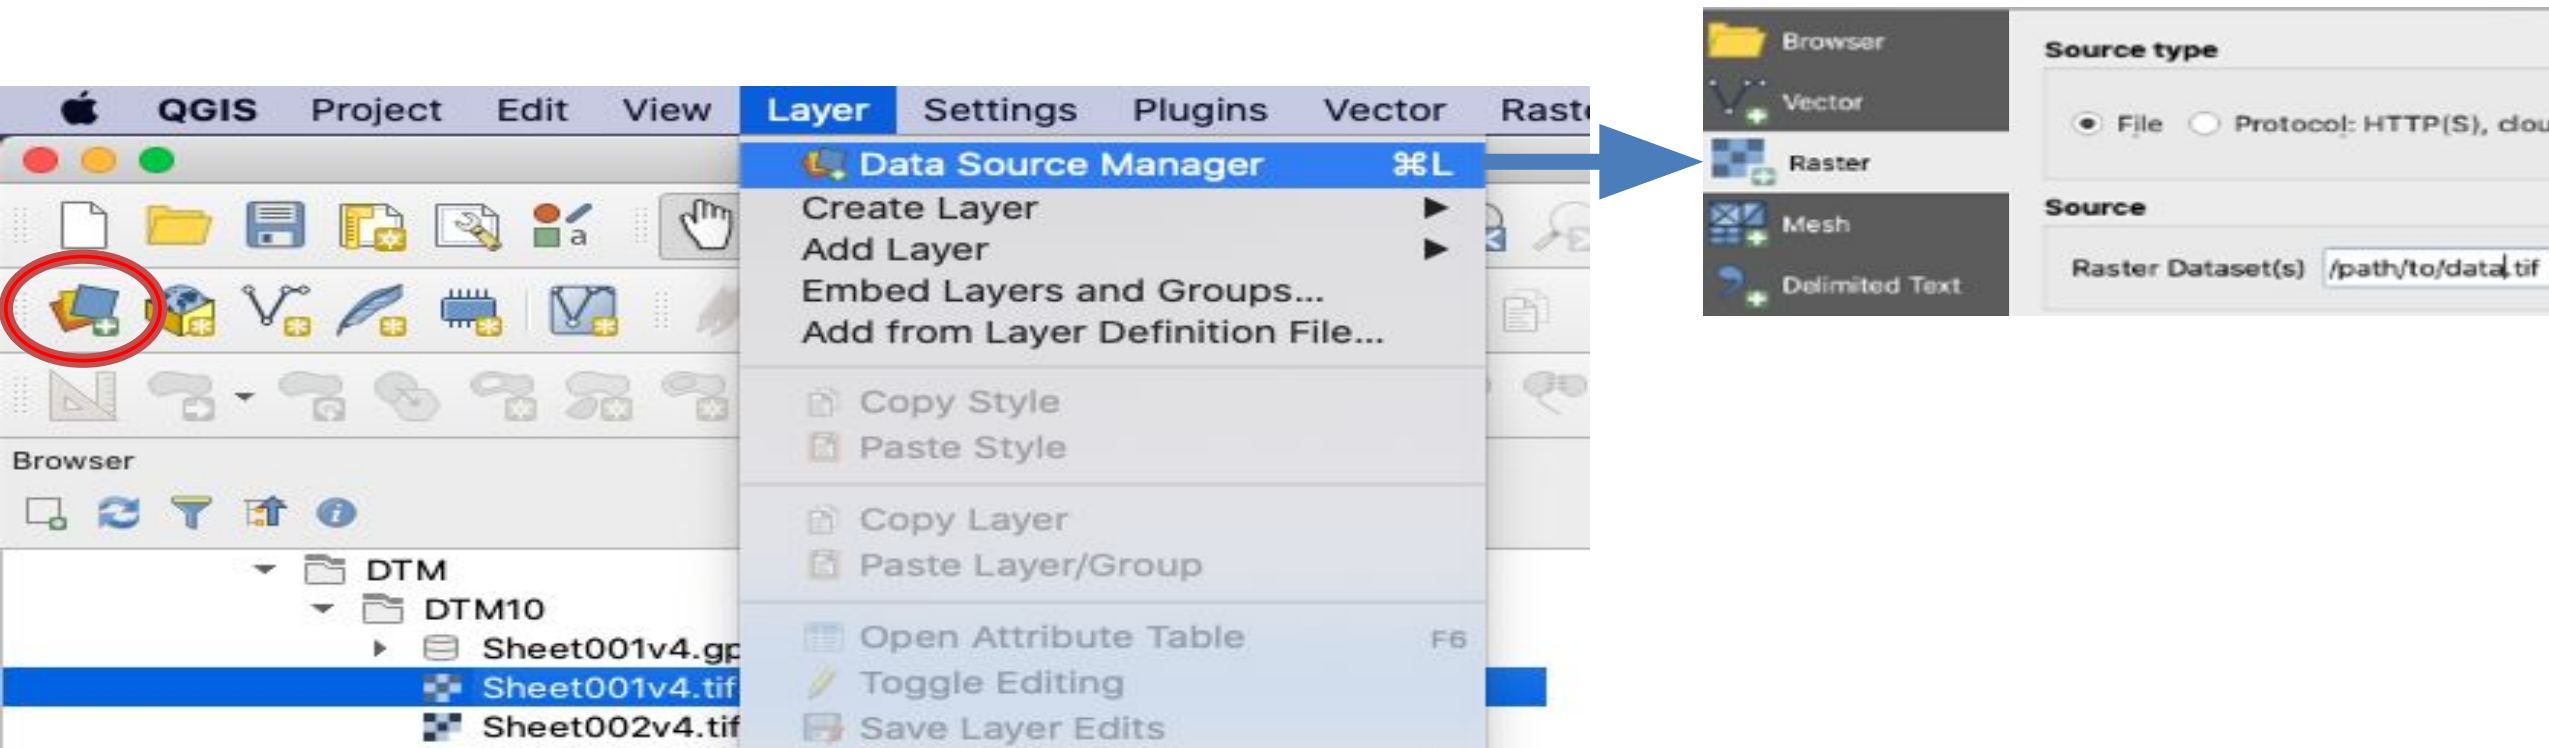 QGIS Project Edit View Layer Settings Plugins Vector Raste
Data Source Manager ⌘L
Create Layer
Add Layer
Embed Layers and Groups...
Add from Layer Definition File...
Copy Style
Paste Style
Copy Layer
Paste Layer/Group
Open Attribute Table F6
Toggle Editing
Save Layer Edits
a
Browser
DTM
DTM10
Sheet001v4.gp
Sheet001v4.tif
Sheet002v4.tif
Browser
Vector
Raster
Mesh
Delimited Text
Source type
File Protocol: HTTP(S), clou
Source
Raster Dataset(s) /path/to/data.tif